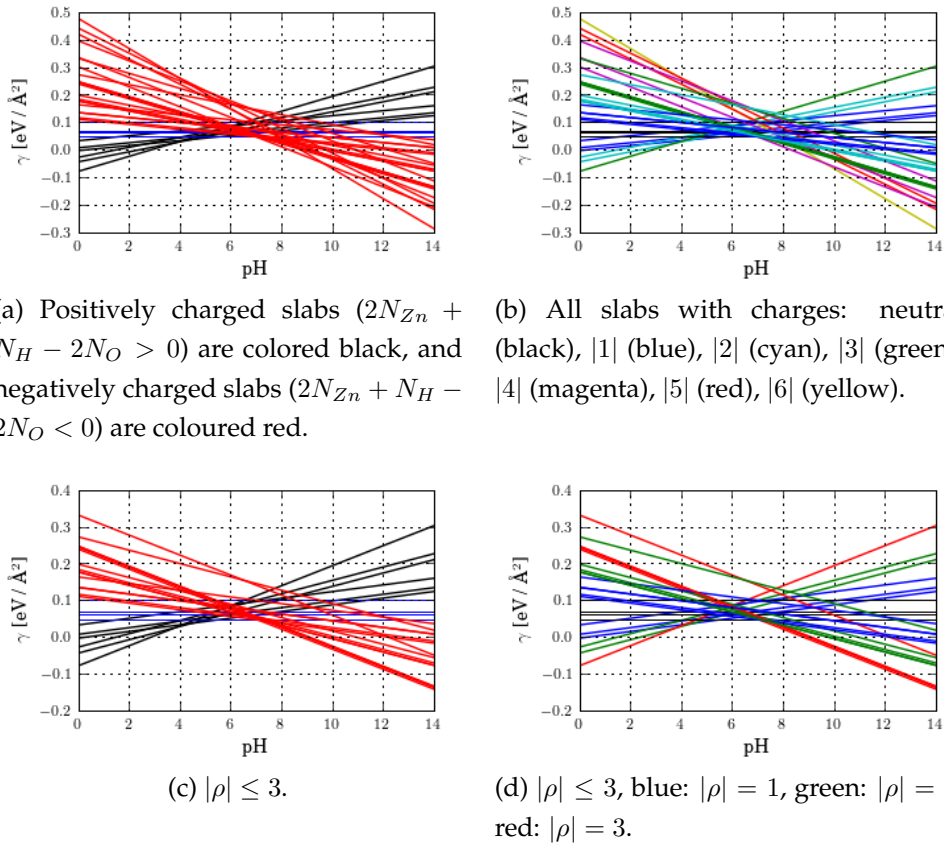 0.5
0.4
0.3
0.2
0.1
0.0
−0.1
−0.2
−0.3
γ [eV/ Å²]
0 2 4 6 8 10 12 14
pH
0.5
0.4
0.3
0.2
0.1
0.0
−0.1
−0.2
−0.3
γ [eV/ Å²]
0 2 4 6 8 10 12 14
pH
(a) Positively charged slabs (2N_{Zn} +
N_H − 2N_O > 0) are colored black, and
negatively charged slabs (2N_{Zn} + N_H −
2N_O < 0) are coloured red.
(b) All slabs with charges: neutr
(black), |1| (blue), |2| (cyan), |3| (green
|4| (magenta), |5| (red), |6| (yellow).
0.4
0.3
0.2
0.1
0.0
−0.1
−0.2
γ [eV/ Å²]
0 2 4 6 8 10 12 14
pH
0.4
0.3
0.2
0.1
0.0
−0.1
−0.2
γ [eV/ Å²]
0 2 4 6 8 10 12 14
pH
(c) |ρ| ≤ 3.
(d) |ρ| ≤ 3, blue: |ρ| = 1, green: |ρ| =
red: |ρ| = 3.